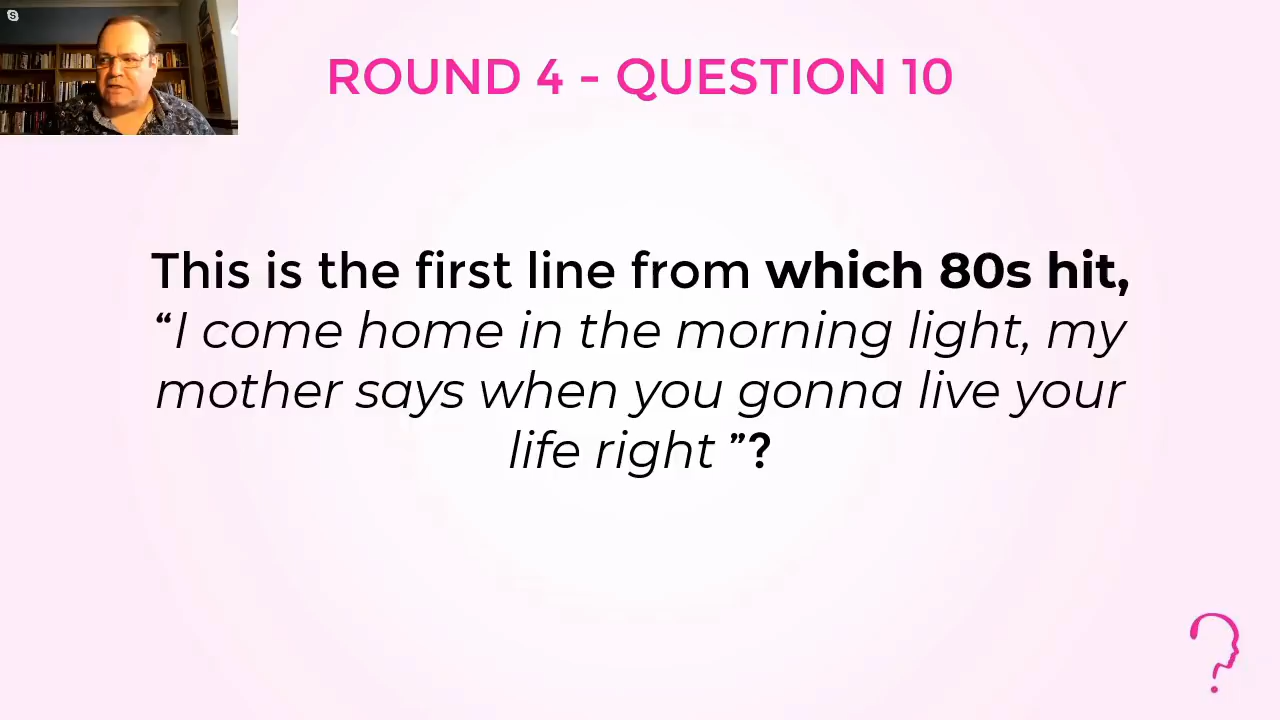 ROUND 4 - QUESTION 10
This is the first line from which 80s hit,
“I come home in the morning light, my
mother says when you gonna live your
life right ”?